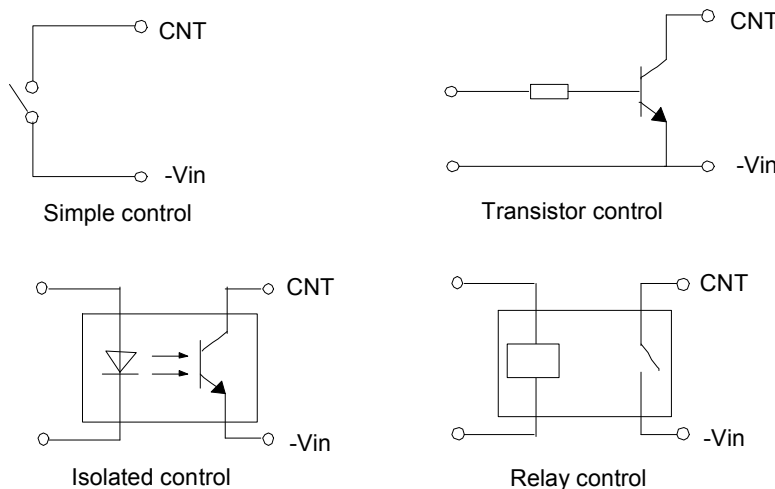 CNT
-Vin
Simple control
CNT
-Vin
Transistor control
CNT
-Vin
Isolated control
CNT
-Vin
Relay control